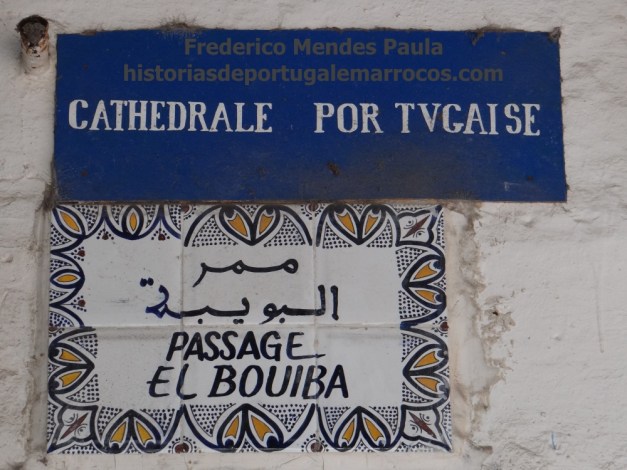 Frederico Mendes Paula
historiasdeportugalemarrocos.com
CATHEDRALE POR TVGAISE
ممر
البويبة
PASSAGE
EL BOUIBA